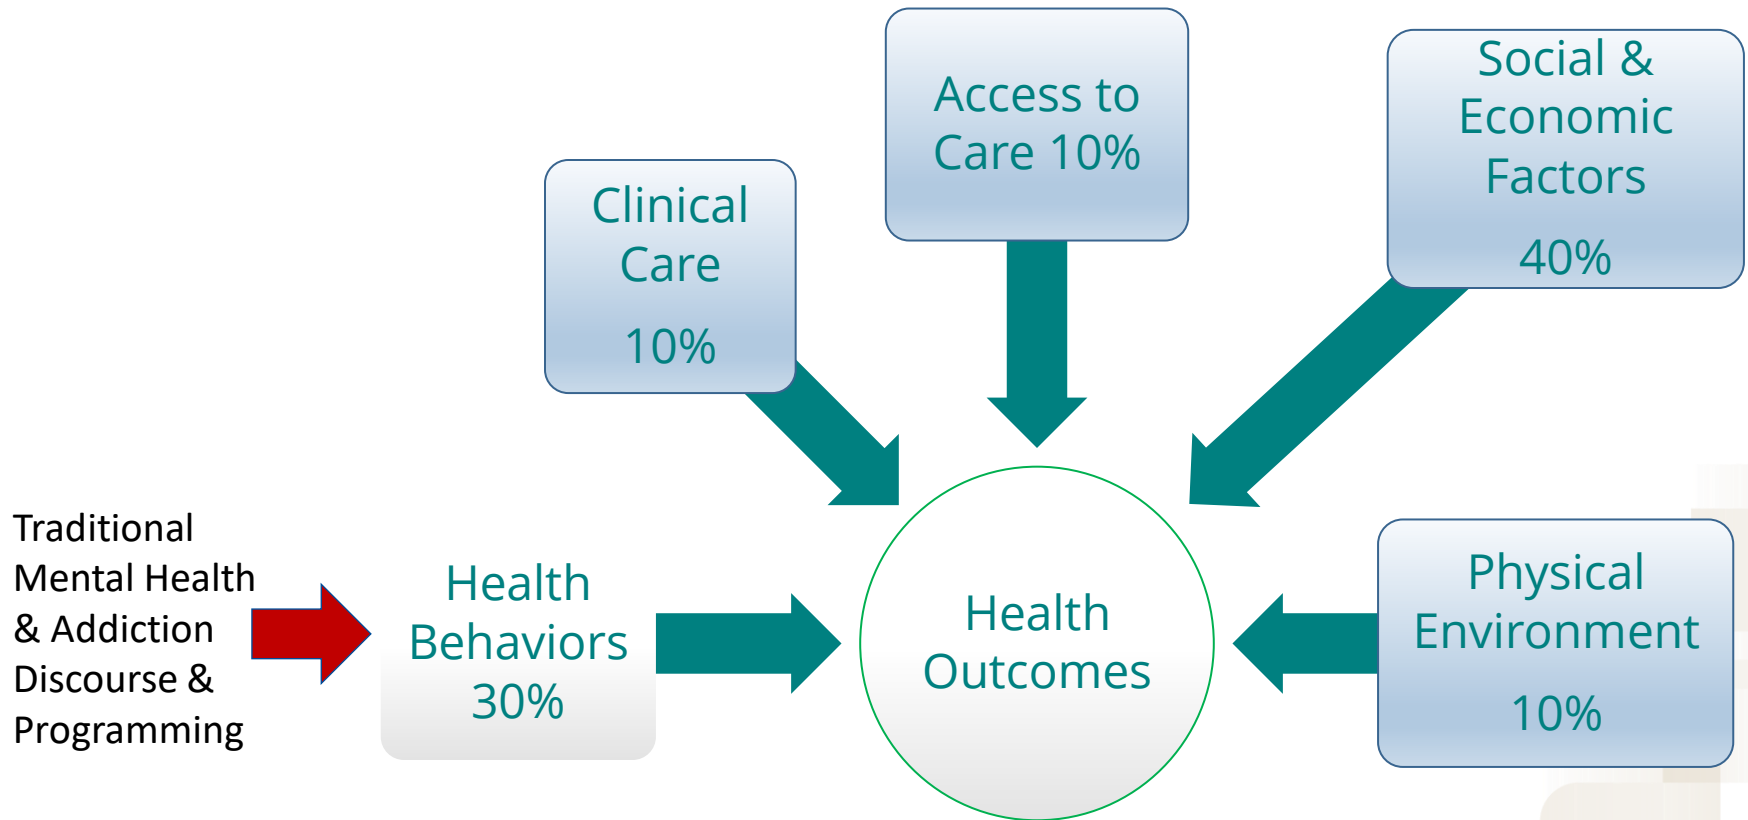 Traditional
Mental Health
& Addiction
Discourse &
Programming
Health
Behaviors
30%
Clinical
Care
10%
Access to
Care 10%
Social &
Economic
Factors
40%
Physical
Environment
10%
Health
Outcomes